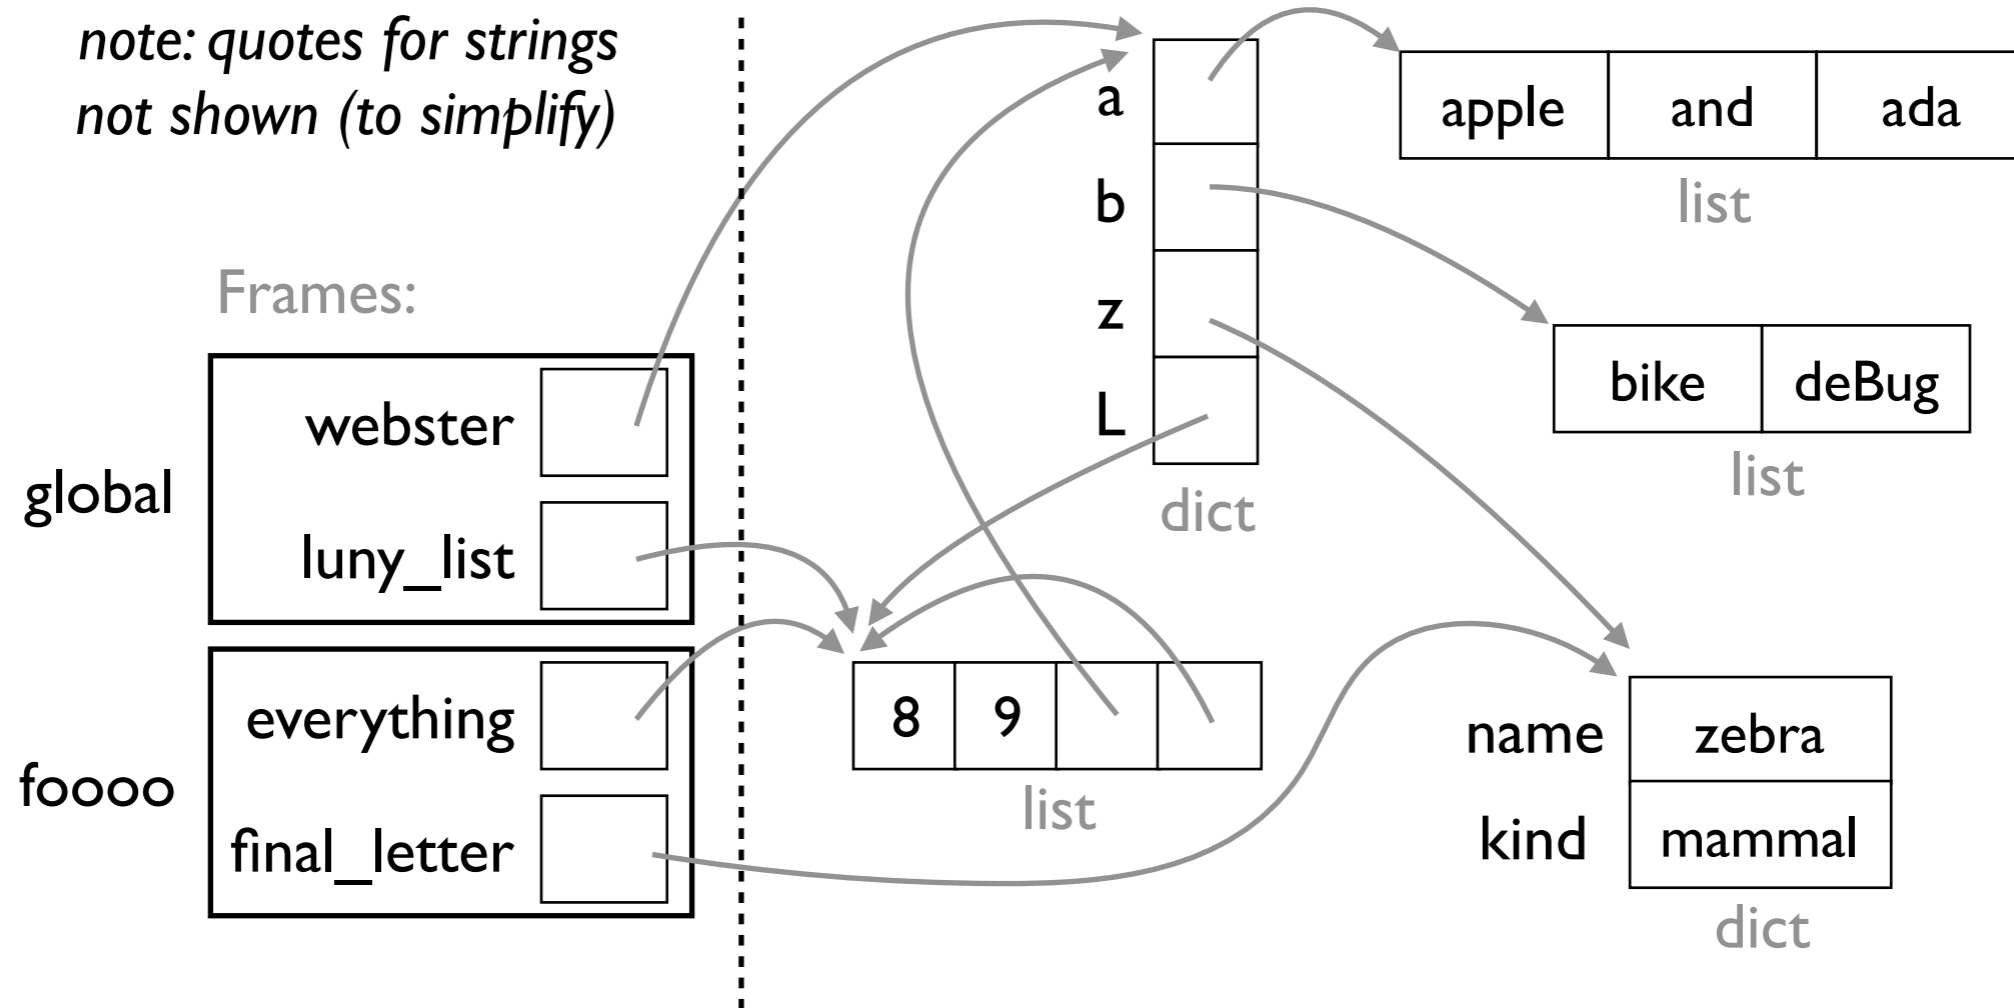 note: quotes for strings
not shown (to simplify)
Frames:
global
webster
luny_list
foooo
everything
final_letter
a
b
z
L
dict
apple and ada
list
bike deBug
list
8 9
list
name zebra
kind mammal
dict